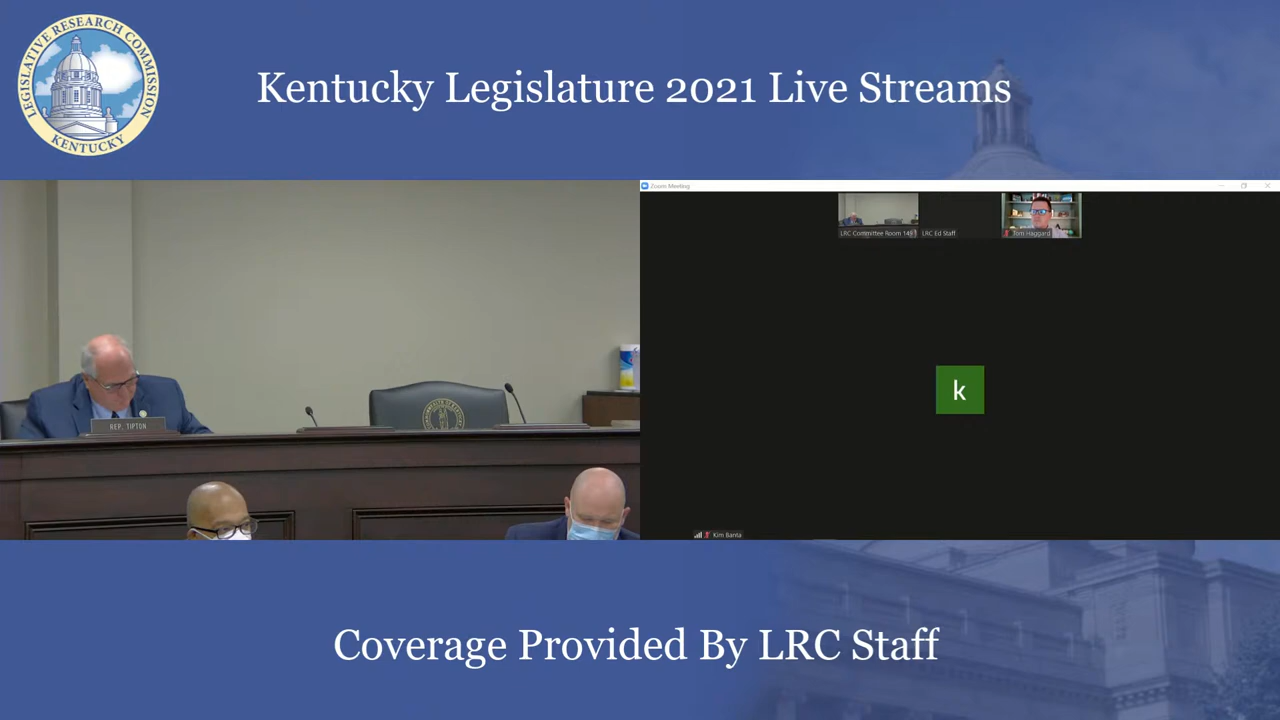 LEGISLATIVE RESEARCH COMMISSION
KENTUCKY
Kentucky Legislature 2021 Live Streams
Zoom Meeting
LRC Committee Room 149
LRC Ed Staff
Tom Haggard
REP. TIPTON
k
Kim Banta
Coverage Provided By LRC Staff